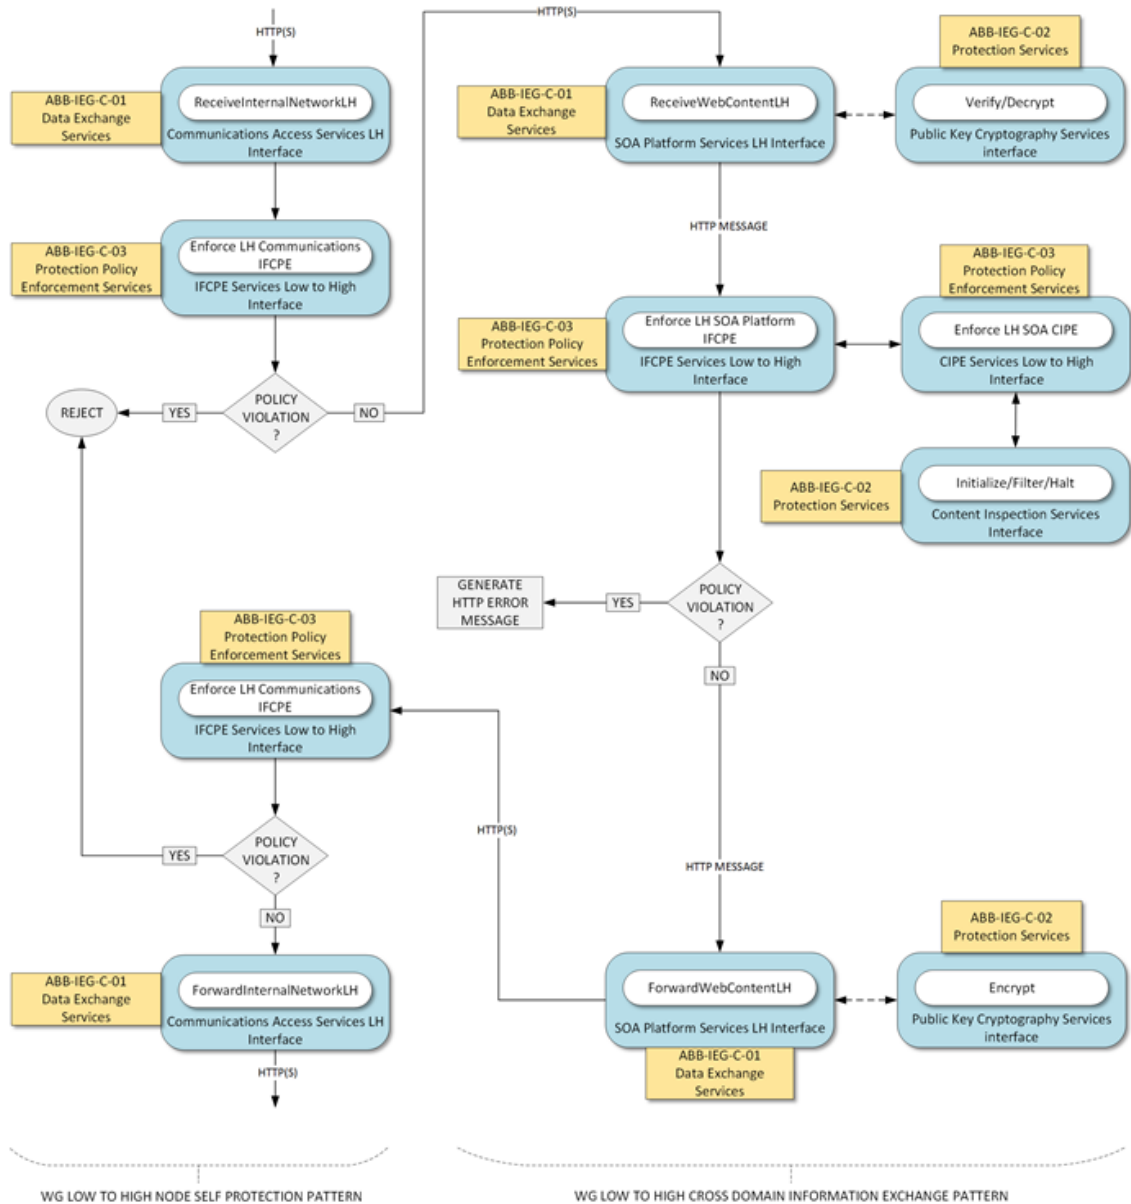 HTTP(S)
ABB-IEG-C-01
Data Exchange
Services
ReceiveInternalNetworkLH
Communications Access Services LH
Interface
ABB-IEG-C-03
Protection Policy
Enforcement Services
Enforce LH Communications
IFCPE
IFCPE Services Low to High
Interface
REJECT
YES
POLICY
VIOLATION
?
NO
HTTP(S)
ABB-IEG-C-01
Data Exchange
Services
ReceiveWebContentLH
SOA Platform Services LH Interface
ABB-IEG-C-02
Protection Services
Verify/Decrypt
Public Key Cryptography Services
interface
HTTP MESSAGE
ABB-IEG-C-03
Protection Policy
Enforcement Services
Enforce LH SOA Platform
IFCPE
IFCPE Services Low to High
Interface
ABB-IEG-C-03
Protection Policy
Enforcement Services
Enforce LH SOA CIPE
CIPE Services Low to High
Interface
ABB-IEG-C-02
Protection Services
Initialize/Filter/Halt
Content Inspection Services
Interface
GENERATE
HTTP ERROR
MESSAGE
YES
POLICY
VIOLATION
?
NO
HTTP MESSAGE
ABB-IEG-C-02
Protection Services
ForwardWebContentLH
SOA Platform Services LH Interface
ABB-IEG-C-01
Data Exchange
Services
Encrypt
Public Key Cryptography Services
interface
HTTP(S)
ABB-IEG-C-03
Protection Policy
Enforcement Services
Enforce LH Communications
IFCPE
IFCPE Services Low to High
Interface
YES
POLICY
VIOLATION
?
NO
ABB-IEG-C-01
Data Exchange
Services
ForwardInternalNetworkLH
Communications Access Services LH
Interface
HTTP(S)
WG LOW TO HIGH NODE SELF PROTECTION PATTERN
WG LOW TO HIGH CROSS DOMAIN INFORMATION EXCHANGE PATTERN